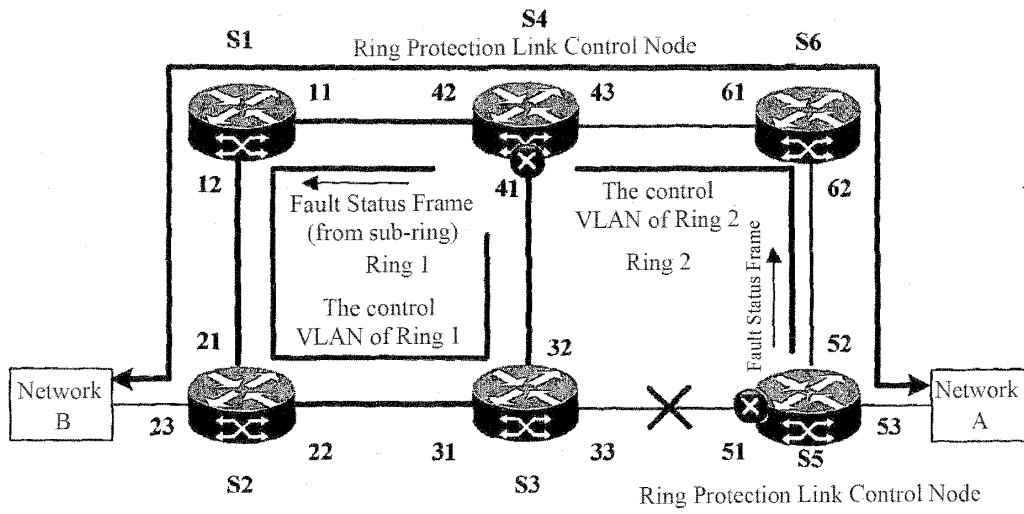 S4
S1
Ring Protection Link Control Node
S6
11
42
43
61
12
41
62
Fault Status Frame
(from sub-ring)
Ring 1
The control
VLAN of Ring 2
Ring 2
Fault Status Frame
The control
VLAN of Ring 1
21
32
52
Network
B
Network
A
23
22
31
33
51
53
S2
S3
S5
Ring Protection Link Control Node